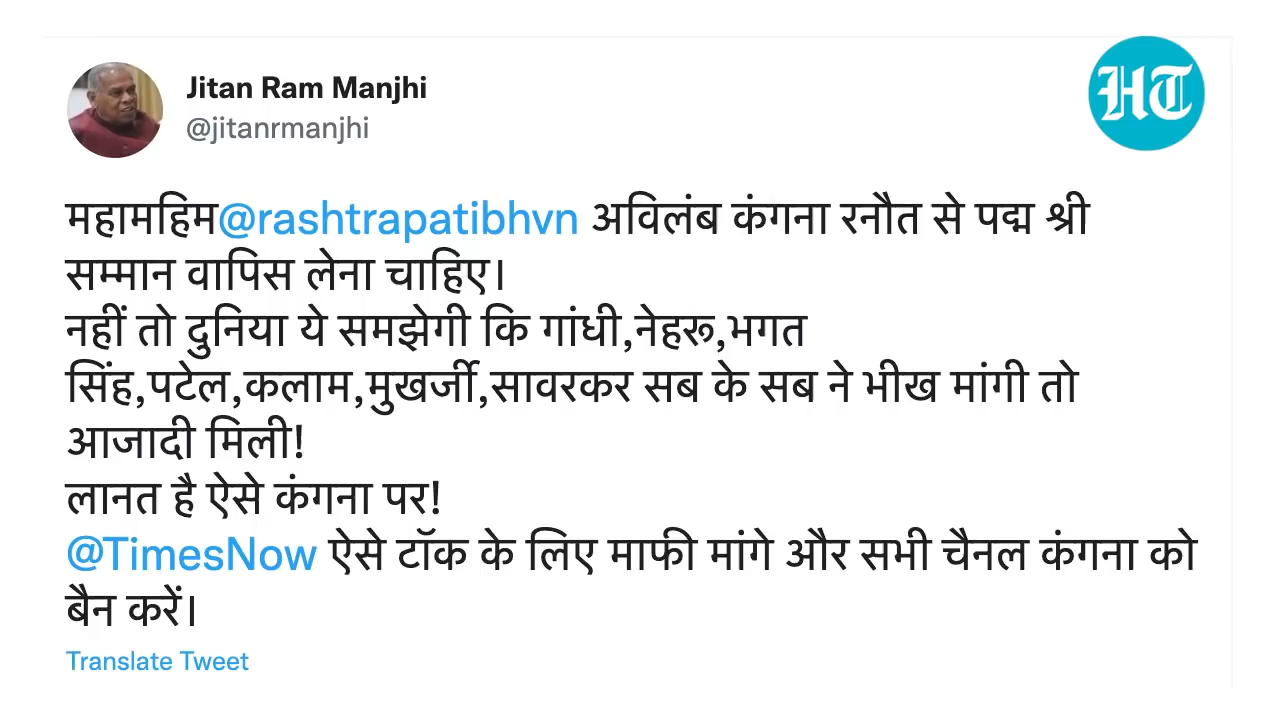 Jitan Ram Manjhi
@jitanrmanjhi
HT
महामहिम@rashtrapatibhvn अविलंब कंगना रनौत से पद्म श्री
सम्मान वापिस लेना चाहिए।
नहीं तो दुनिया ये समझेगी कि गांधी,नेहरू,भगत
सिंह,पटेल,कलाम,मुखर्जी,सावरकर सब के सब ने भीख मांगी तो
आजादी मिली!
लानत है ऐसे कंगना पर!
@TimesNow ऐसे टॉक के लिए माफी मांगे और सभी चैनल कंगना को
बैन करें।
Translate Tweet